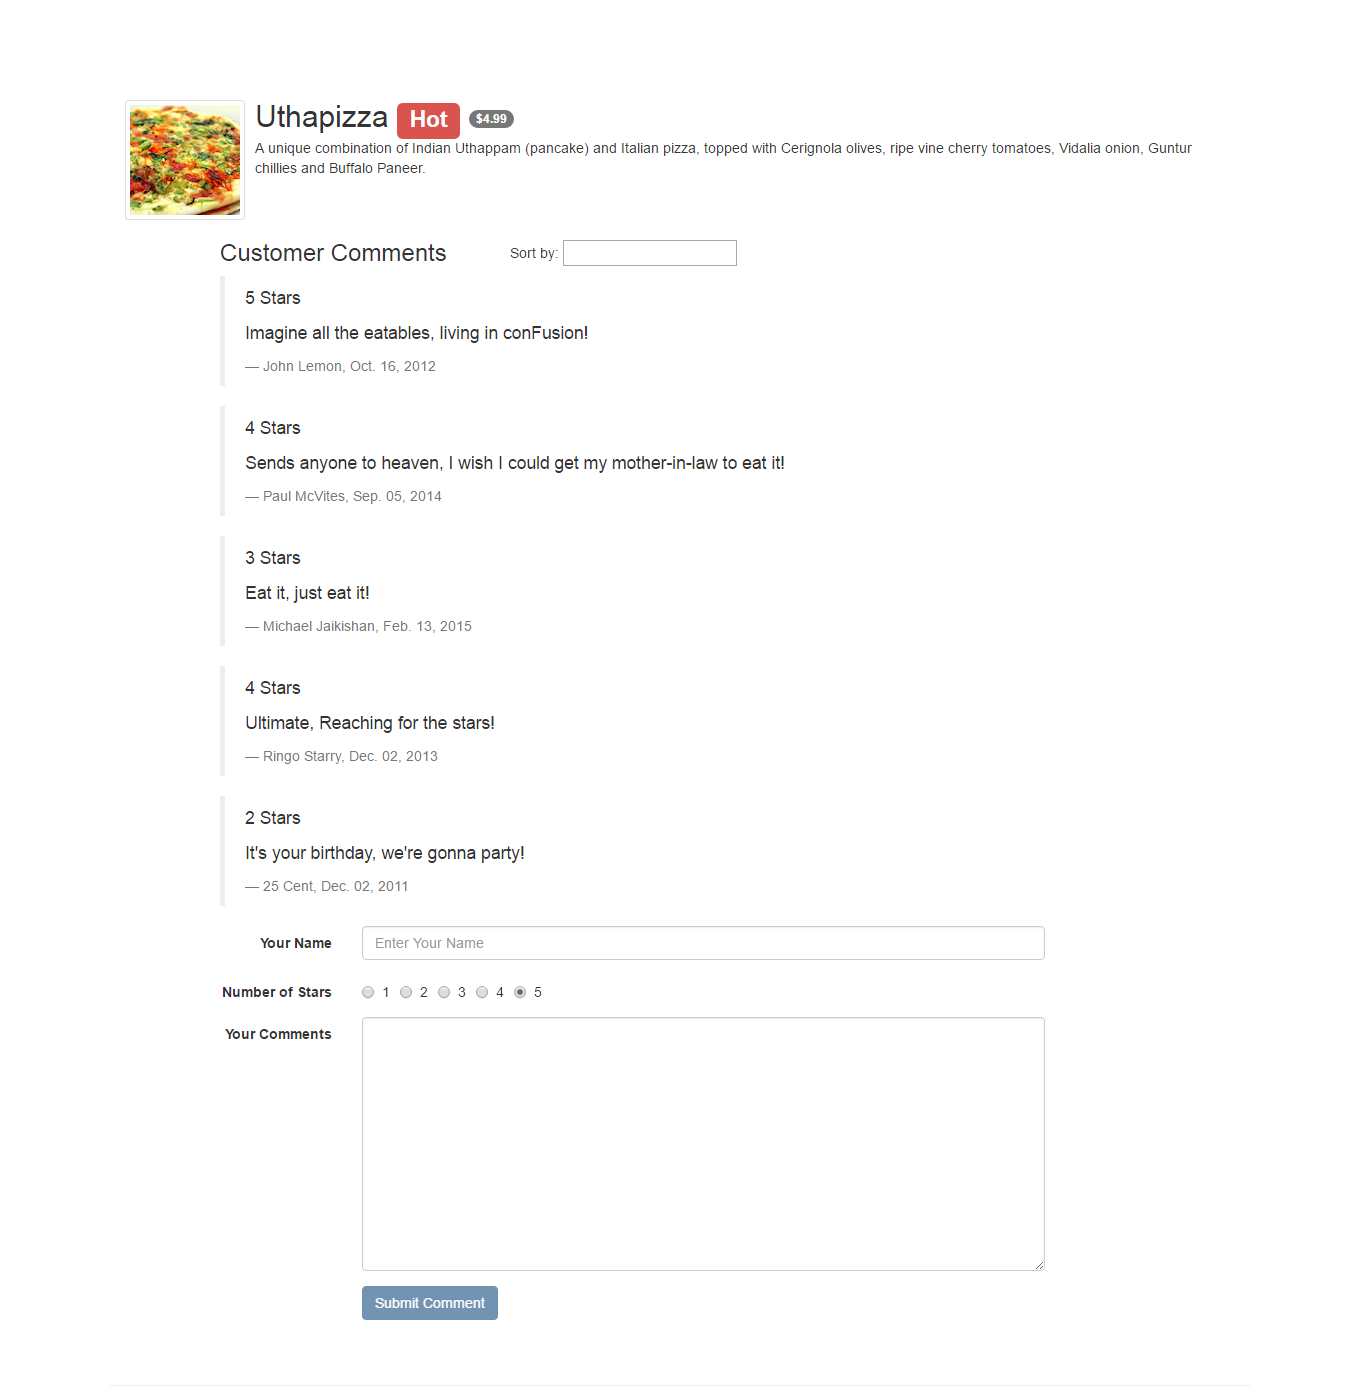 Uthapizza Hot $4.99
A unique combination of Indian Uthappam (pancake) and Italian pizza, topped with Cerignola olives, ripe vine cherry tomatoes, Vidalia onion, Guntur
chillies and Buffalo Paneer.
Customer Comments Sort by:
5 Stars
Imagine all the eatables, living in conFusion!
— John Lemon, Oct. 16, 2012
4 Stars
Sends anyone to heaven, I wish I could get my mother-in-law to eat it!
— Paul McVites, Sep. 05, 2014
3 Stars
Eat it, just eat it!
— Michael Jaikishan, Feb. 13, 2015
4 Stars
Ultimate, Reaching for the stars!
— Ringo Starry, Dec. 02, 2013
2 Stars
It's your birthday, we're gonna party!
— 25 Cent, Dec. 02, 2011
Your Name Enter Your Name
Number of Stars 1 2 3 4 5
Your Comments
Submit Comment